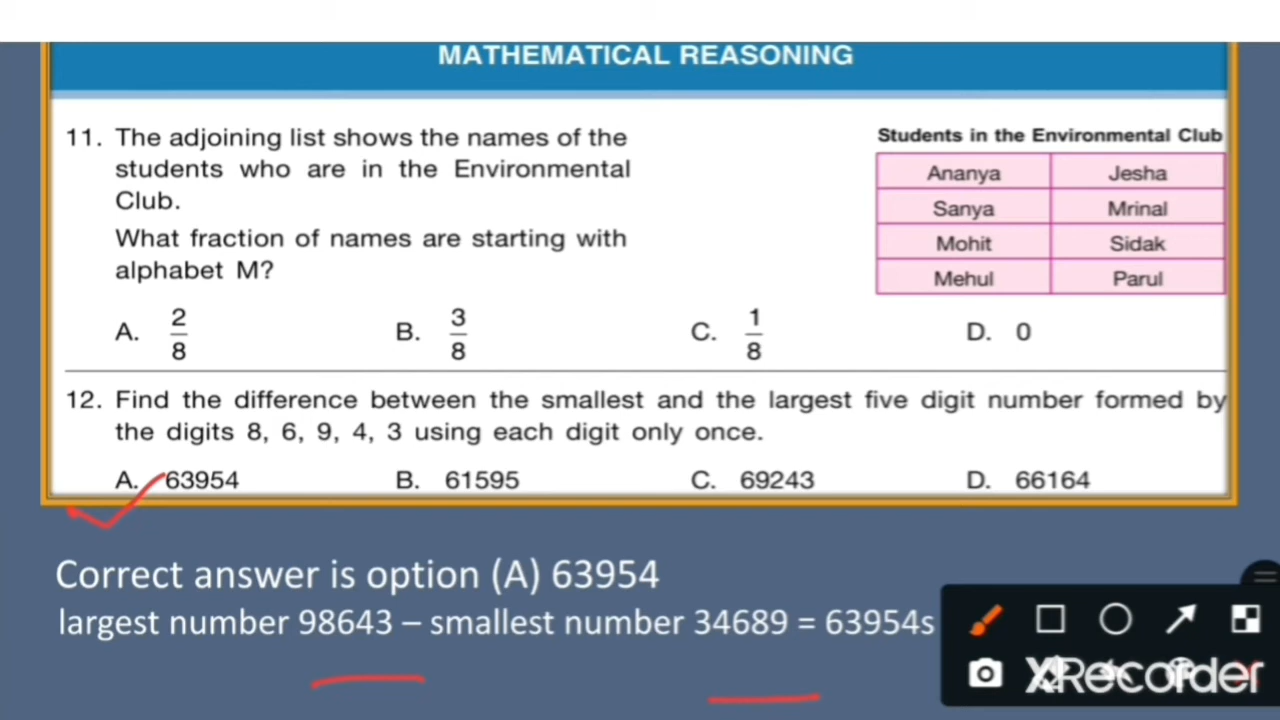 MATHEMATICAL REASONING
11. The adjoining list shows the names of the
students who are in the Environmental
Club.
What fraction of names are starting with
alphabet M?
Students in the Environmental Club
Ananya Jesha
Sanya Mrinal
Mohit Sidak
Mehul Parul
A. 2/8 B. 3/8 C. 1/8 D. 0
12. Find the difference between the smallest and the largest five digit number formed by
the digits 8, 6, 9, 4, 3 using each digit only once.
A. 63954 B. 61595 C. 69243 D. 66164
Correct answer is option (A) 63954
largest number 98643 – smallest number 34689 = 63954s
XRecorder